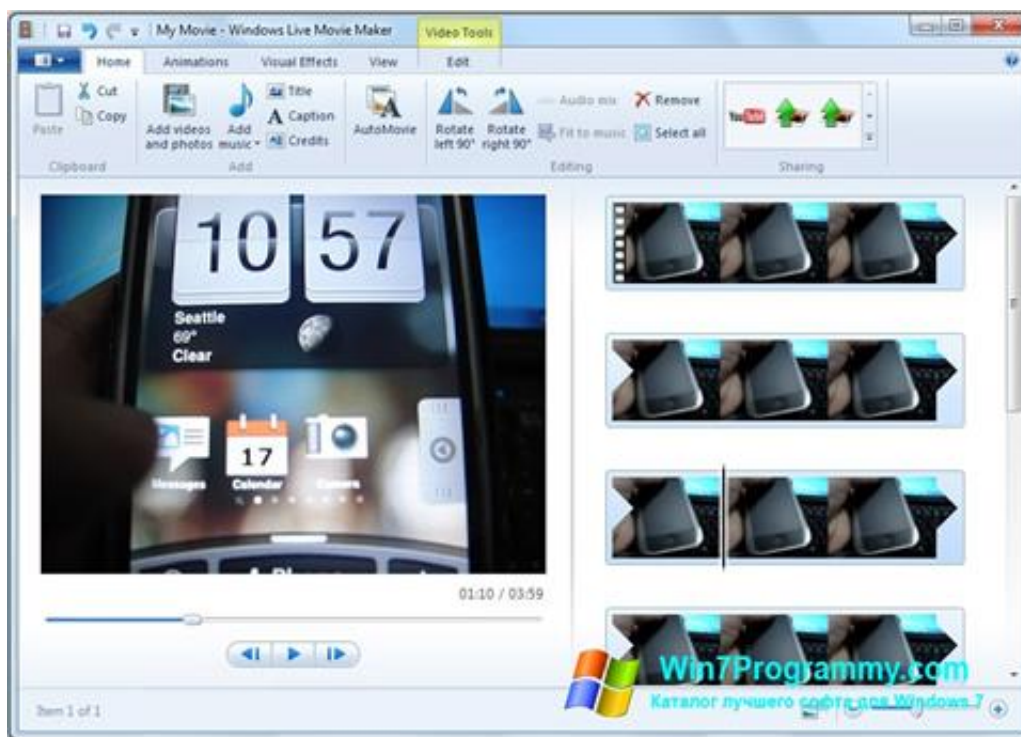 My Movie - Windows Live Movie Maker
Video Tools
Home
Animations
Visual Effects
View
Edit
Paste
Cut
Copy
Clipboard
Add videos
and photos
Add
music
Title
Caption
Credits
Add
AutoMovie
Rotate
left 90°
Rotate
right 90°
Audio mix
Fit to music
Remove
Select all
Editing
YouTube
Sharing
10 57
Seattle
69°
Clear
17
Messages
Calendar
Camera
Phone
01:10 / 03:59
Win7Programmy.com
Каталог лучшего софта для Windows 7
Item 1 of 1